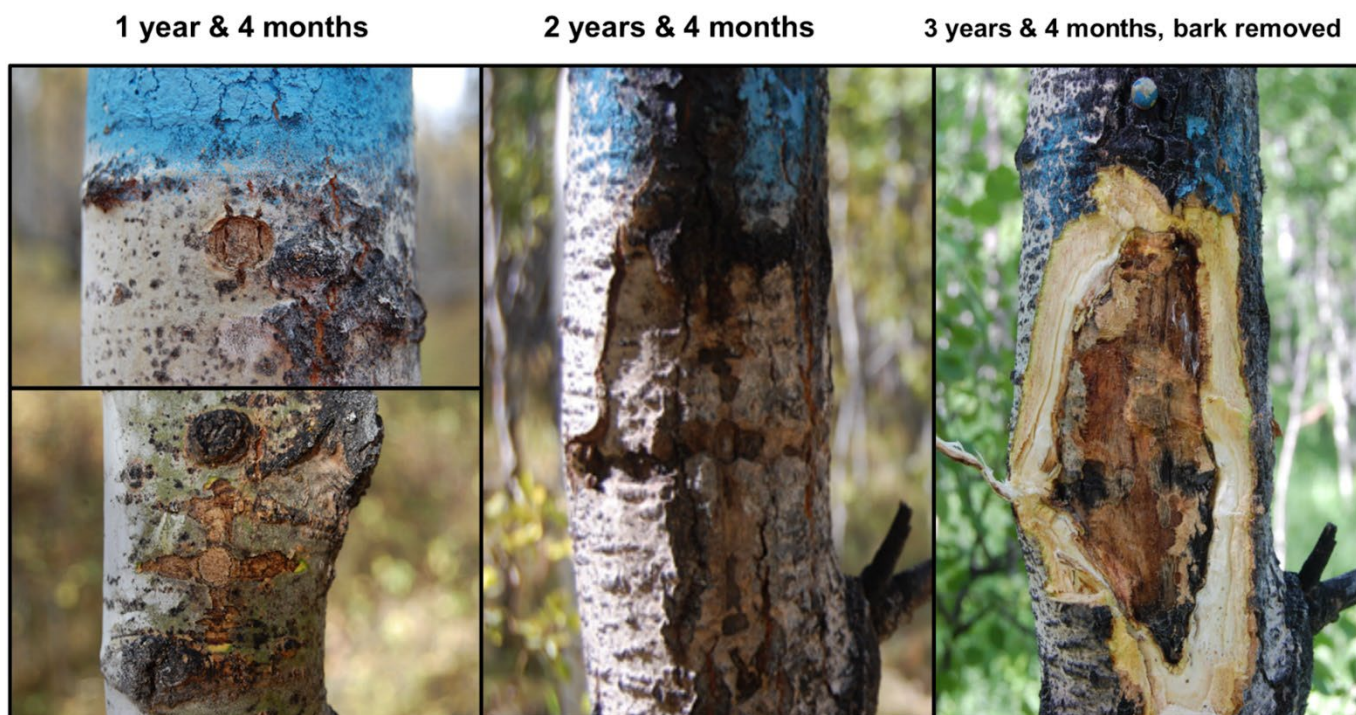 1 year & 4 months
2 years & 4 months
3 years & 4 months, bark removed